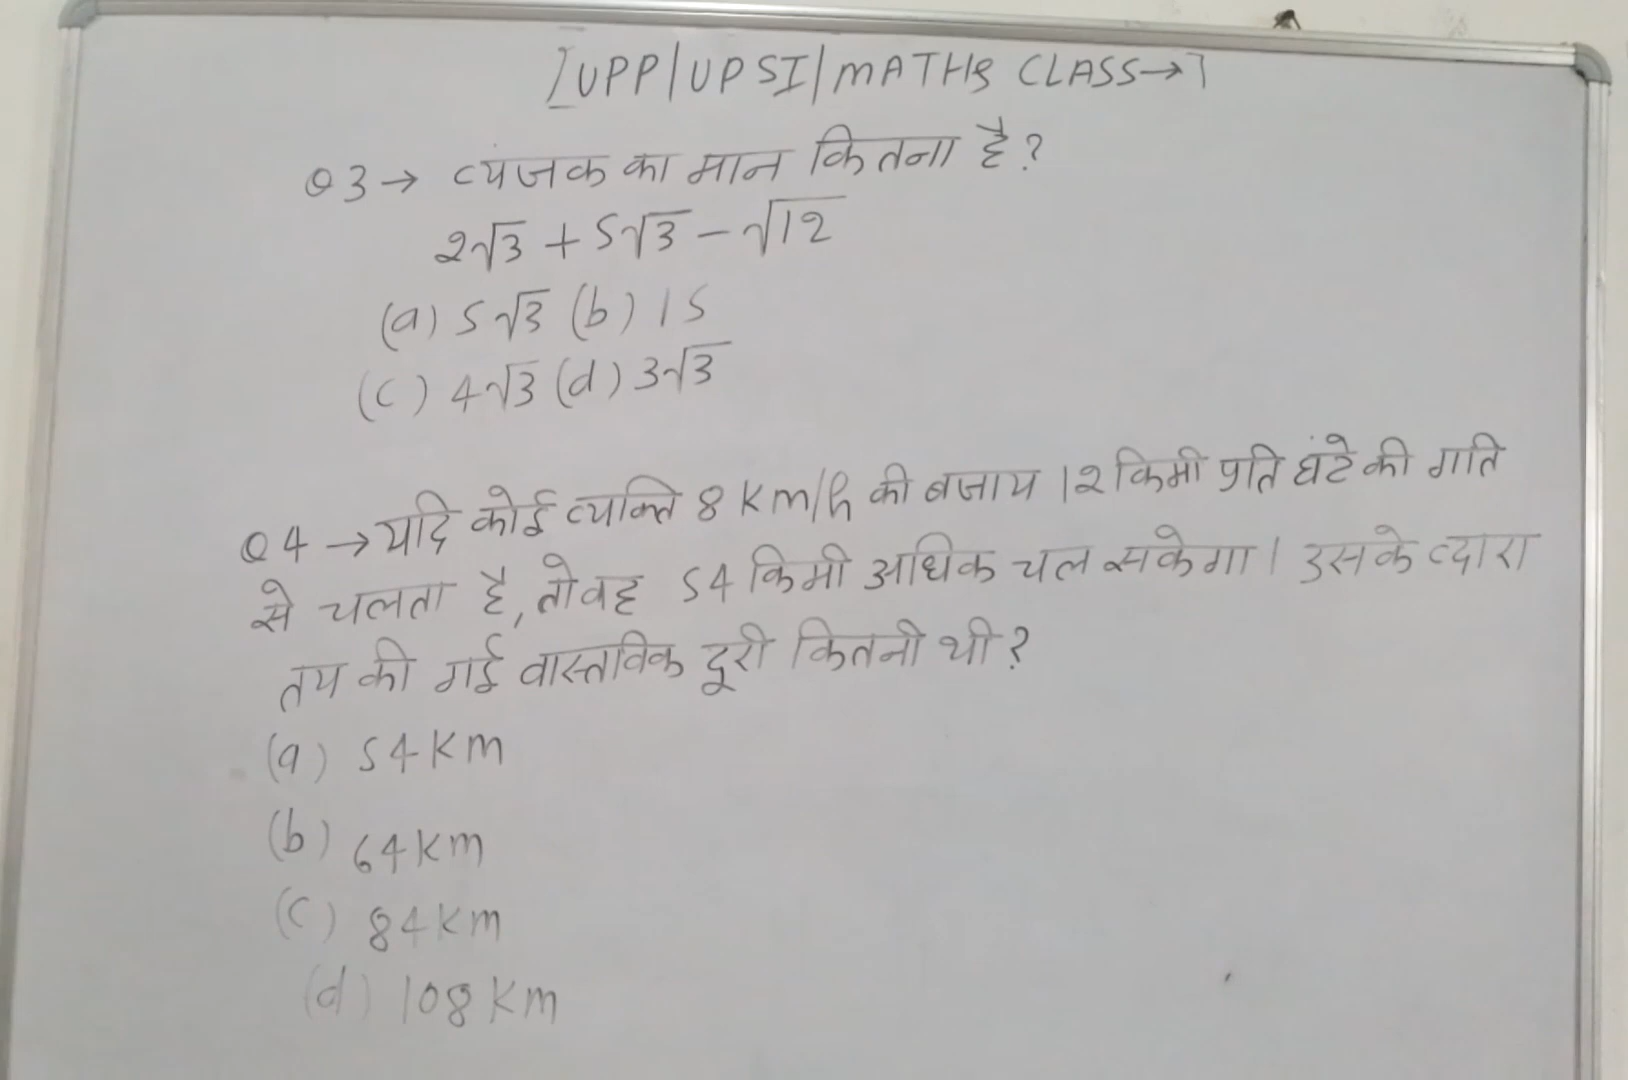 [UPP/UPSI/MATHS CLASS→]
Q3→ व्यंजक का मान कितना है?
2√3 + 5√3 - √12
(a) 5√3 (b) 15
(c) 4√3 (d) 3√3
Q4→ यदि कोई व्यक्ति 8 Km/h की बजाय 12 किमी प्रति घंटे की गति
से चलता है, तो वह 54 किमी अधिक चल सकेगा। उसके व्दारा
तय की गई वास्तविक दूरी कितनी थी?
(a) 54 Km
(b) 64 Km
(c) 84 Km
(d) 108 Km